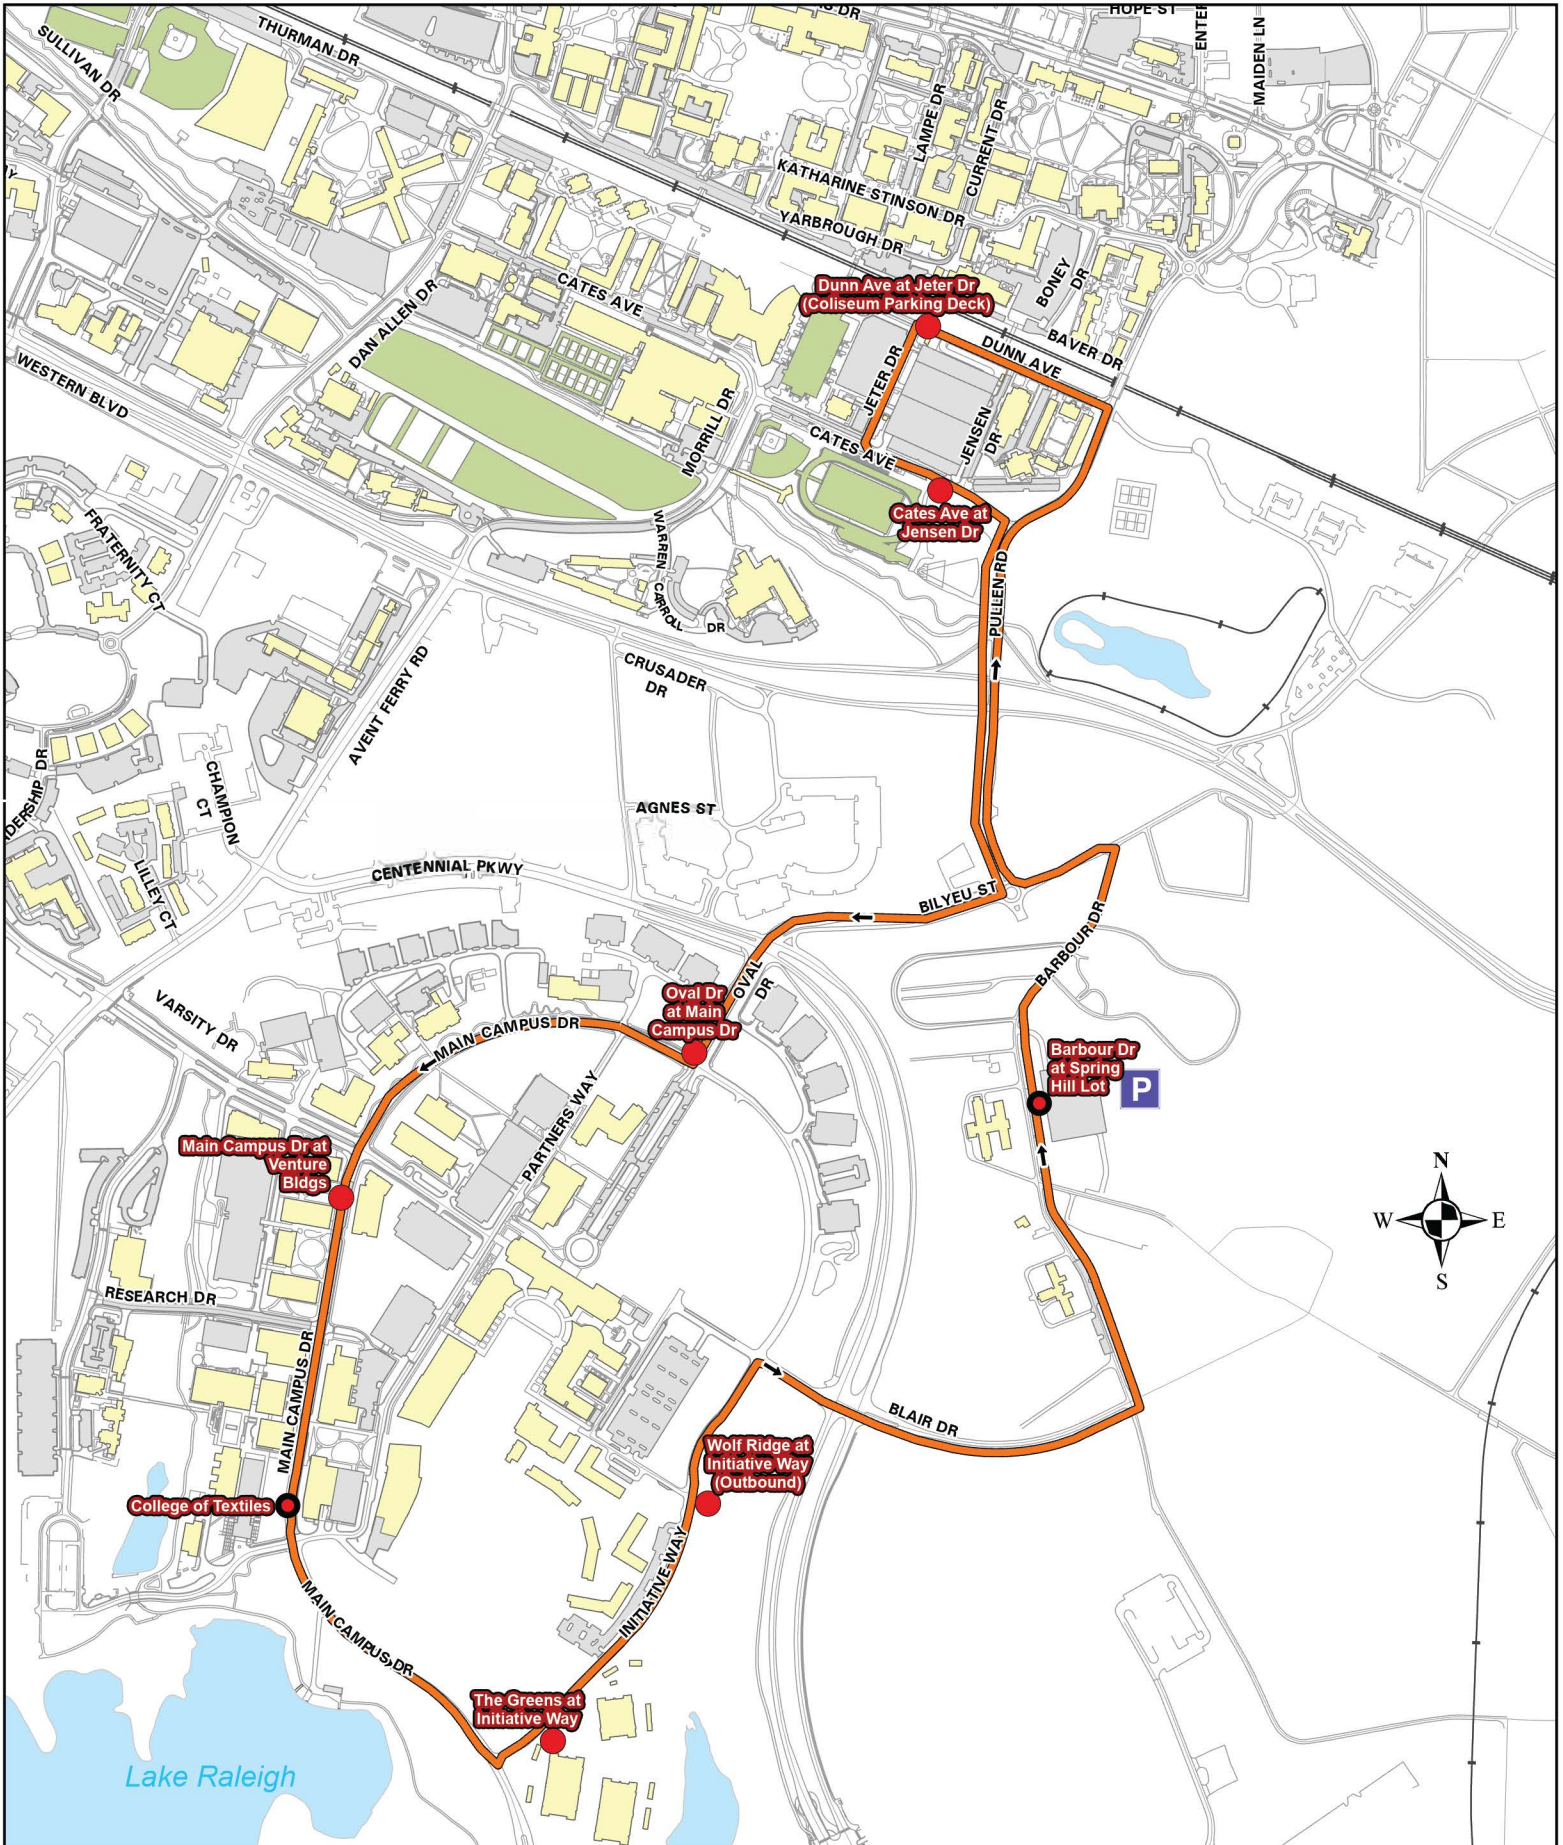 HOPE ST
MAIDEN LN
THURMAN DR
SULLIVAN DR
LAMPE DR
CURRENT DR
KATHARINE STINSON DR
YARBROUGH DR
BONEY
DR
CATES AVE
DAN ALLEN DR
Dunn Ave at Jeter Dr
(Coliseum Parking Deck)
BAVER DR
DUNN AVE
JETER DR
WESTERN BLVD
MORRILL DR
CATES AVE
JENSEN
DR
Cates Ave at
Jensen Dr
FRATERNITY CT
WARREN CARROLL DR
PULLEN RD
CRUSADER
DR
AVENT FERRY RD
CHAMPION
CT
AGNES ST
LILLEY CT
CENTENNIAL PKWY
BILYEU ST
BARBOUR DR
OVAL
DR
VARSITY DR
Oval Dr
at Main
Campus Dr
MAIN CAMPUS DR
Barbour Dr
at Spring
Hill Lot
P
PARTNERS WAY
Main Campus Dr at
Venture
Bldgs
N
W E
S
RESEARCH DR
MAIN CAMPUS DR
BLAIR DR
Wolf Ridge at
Initiative Way
(Outbound)
College of Textiles
INITIATIVE WAY
MAIN CAMPUS DR
The Greens at
Initiative Way
Lake Raleigh